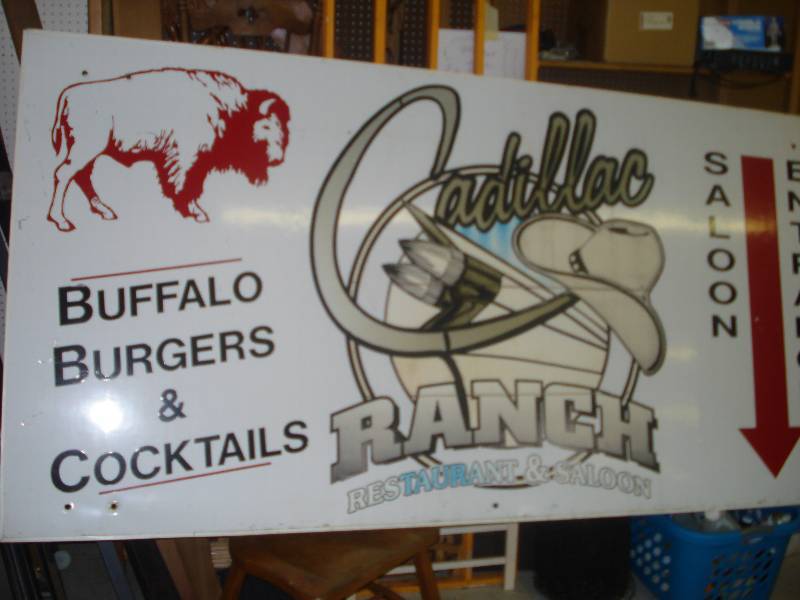 BUFFALO
BURGERS
&
COCKTAILS
Cadillac
RANCH
RESTAURANT & SALOON
SALOON